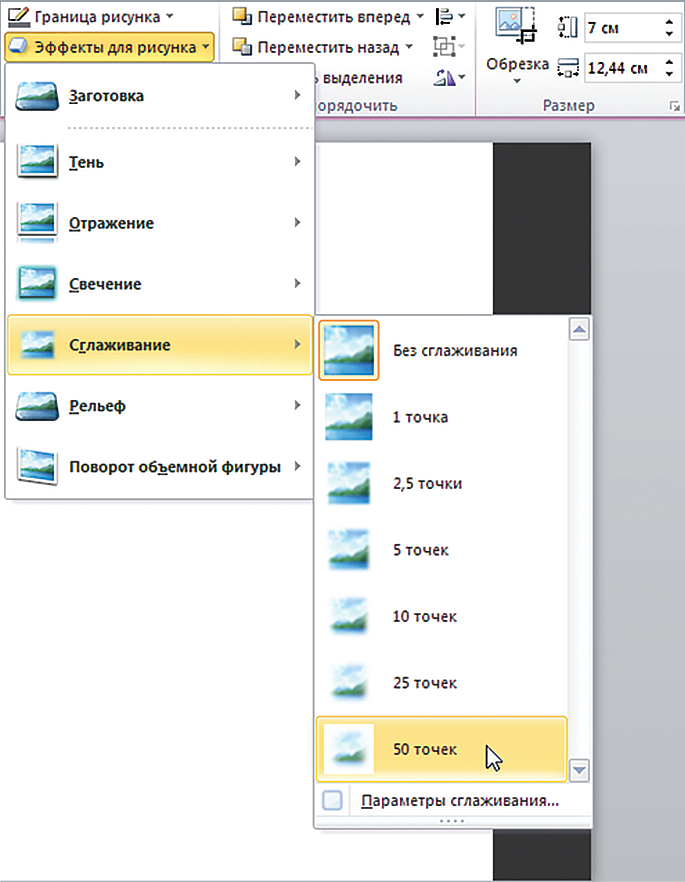 Граница рисунка
Эффекты для рисунка
Переместить вперед
Переместить назад
выделения
Обрезка
7 см
12,44 см
Размер
Заготовка
Тень
Отражение
Свечение
Сглаживание
Рельеф
Поворот объемной фигуры
Без сглаживания
1 точка
2,5 точки
5 точек
10 точек
25 точек
50 точек
Параметры сглаживания...